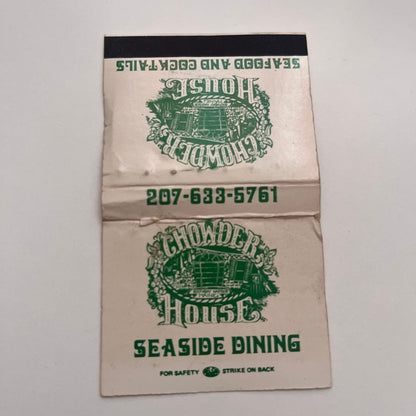 SEAFOOD AND COCKTAILS
CHOWDER
HOUSE
207-633-5761
CHOWDER
HOUSE
SEASIDE DINING
FOR SAFETY STRIKE ON BACK